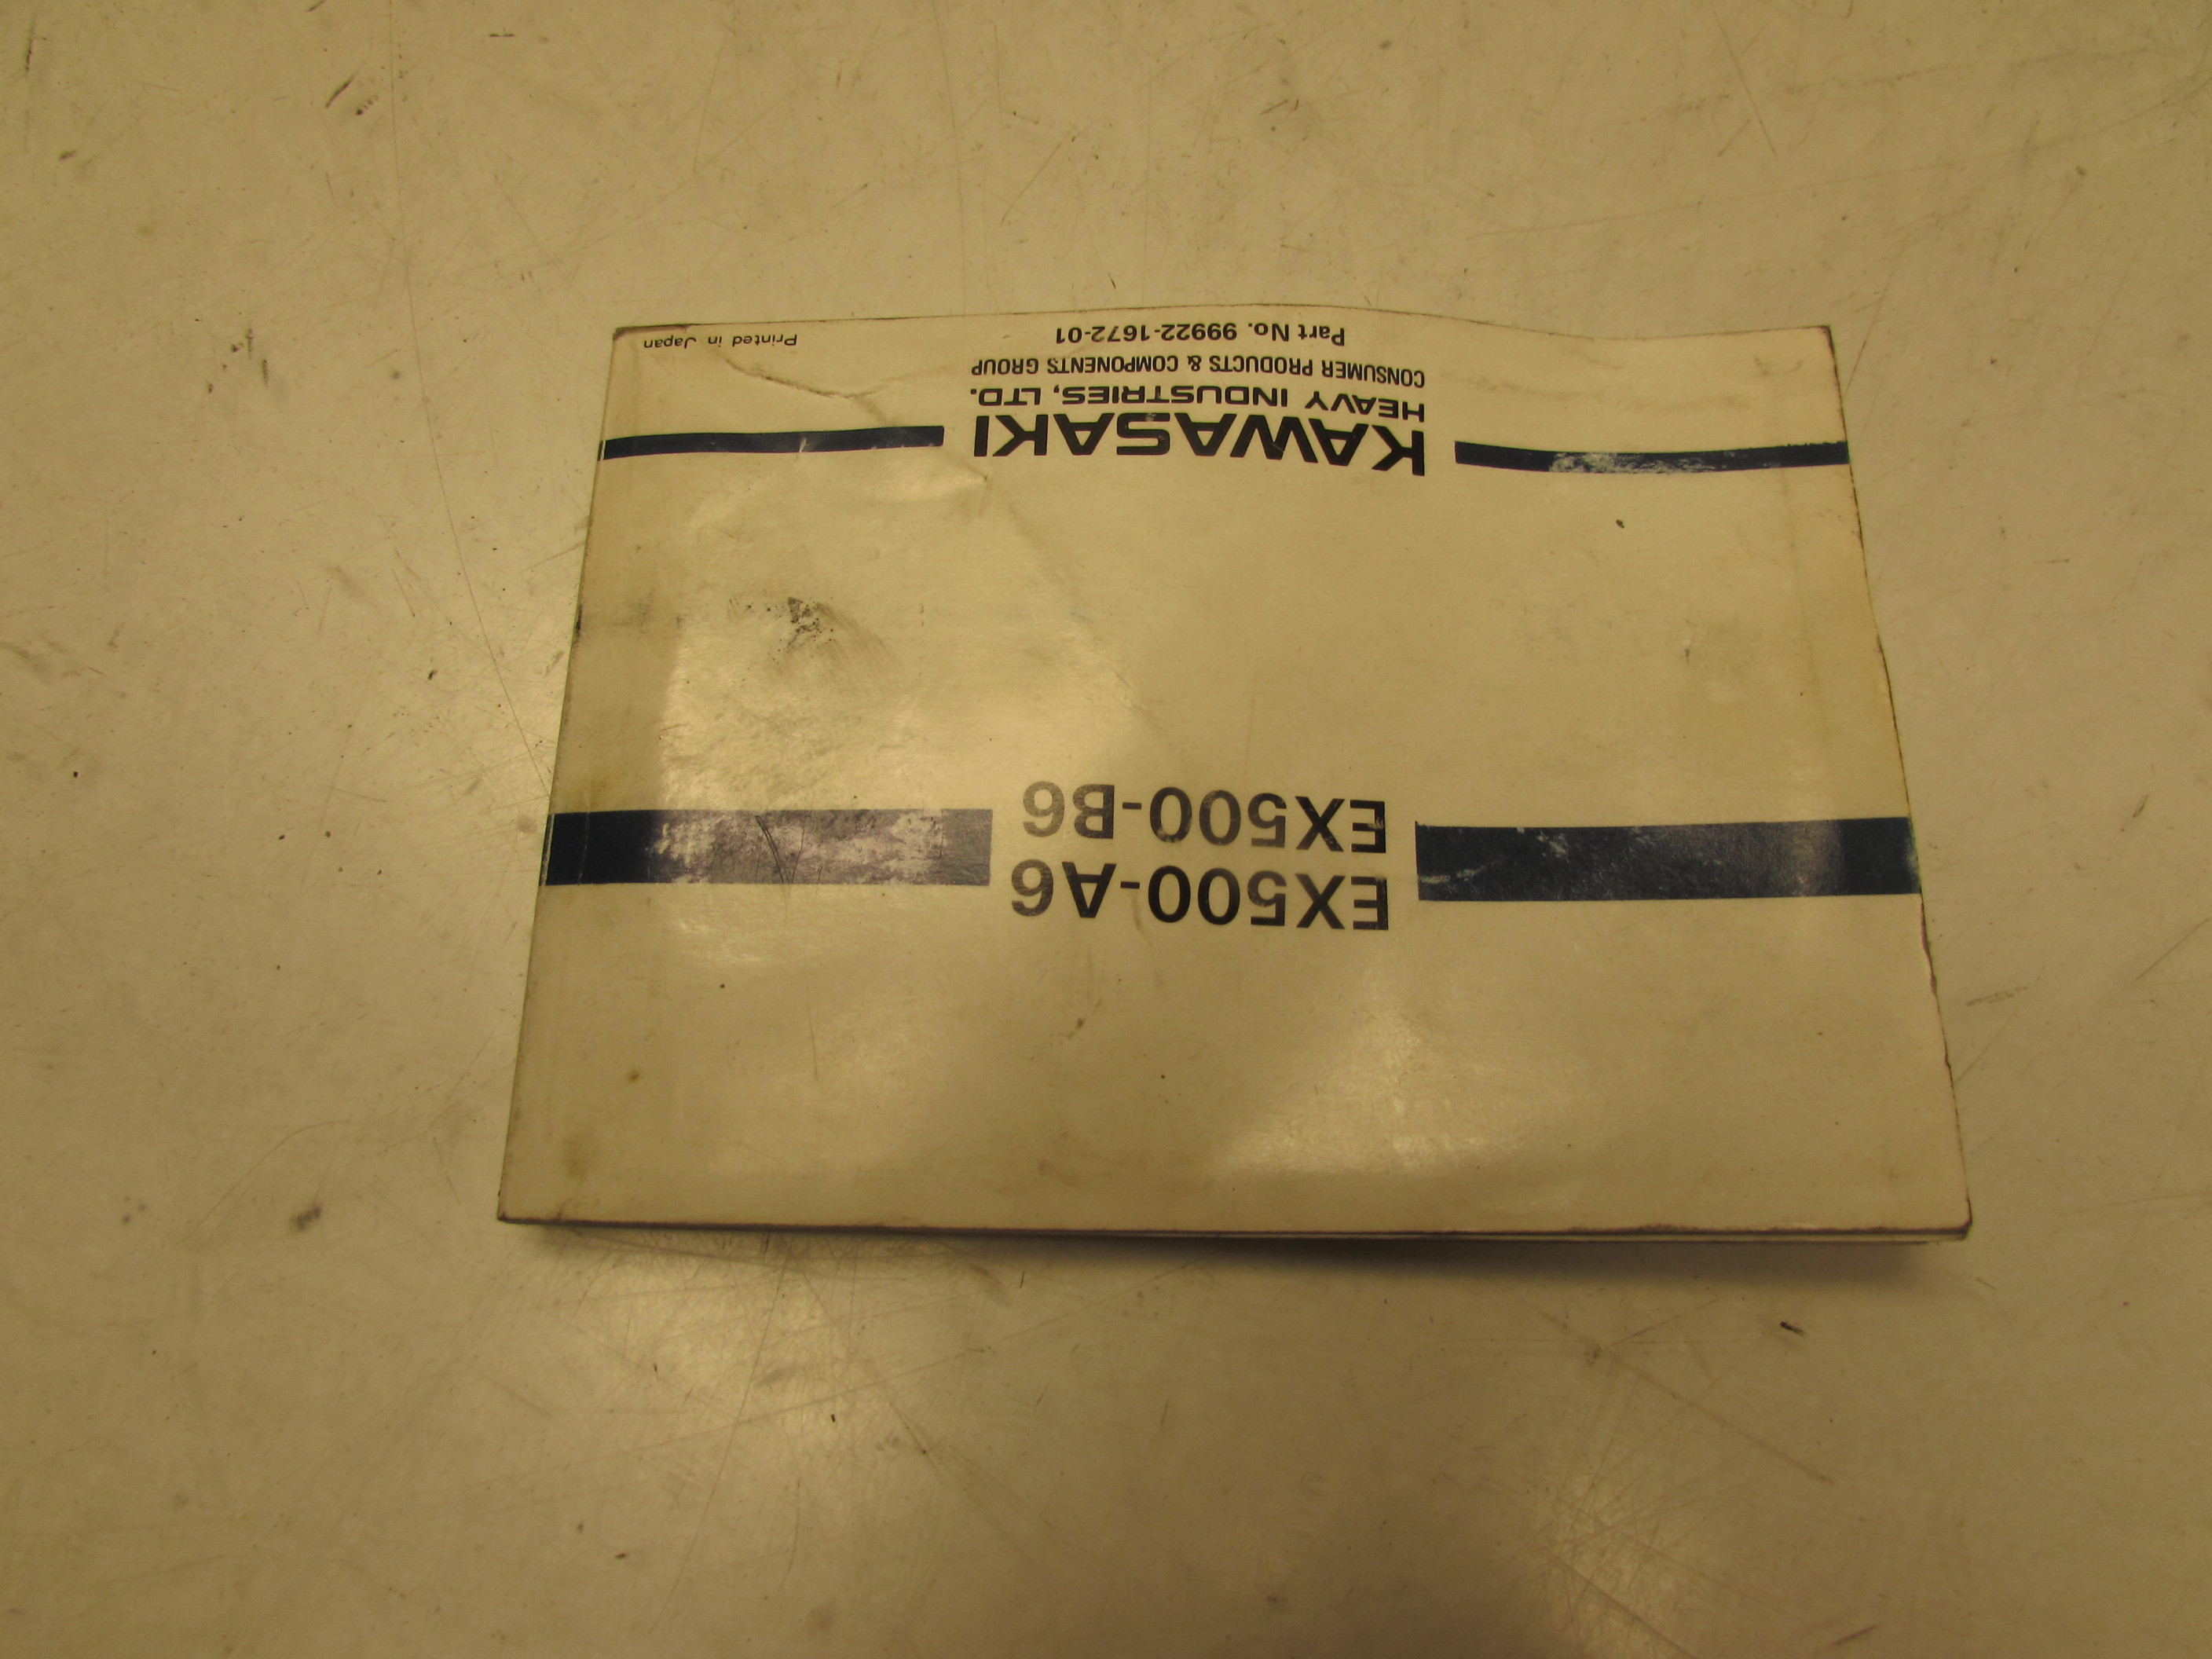 EX500-A6
EX500-B6
KAWASAKI
HEAVY INDUSTRIES, LTD.
CONSUMER PRODUCTS & COMPONENTS GROUP
Part No. 99922-1672-01
Printed in Japan